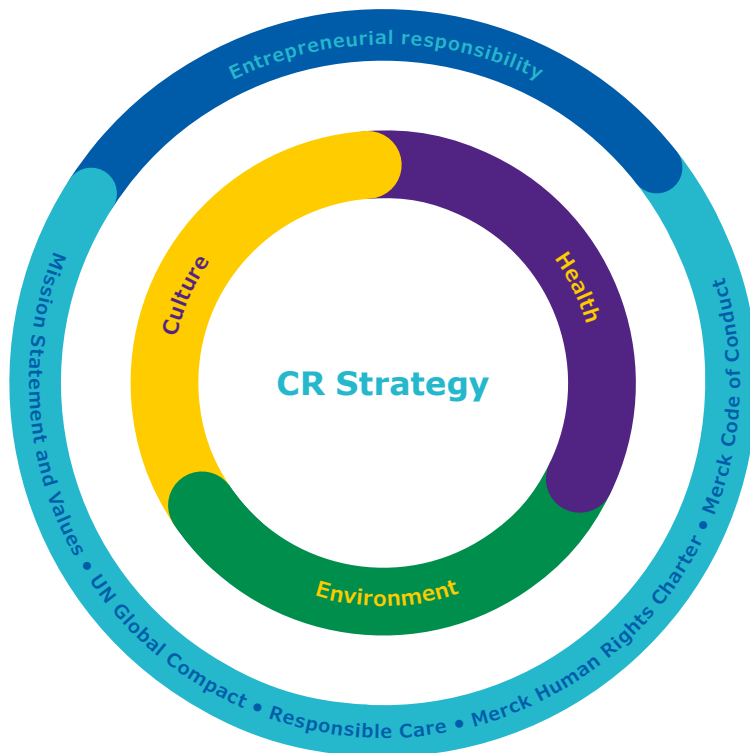 Entrepreneurial responsibility
Culture
Health
CR Strategy
Environment
Mission Statement and Values • UN Global Compact • Responsible Care • Merck Human Rights Charter • Merck Code of Conduct